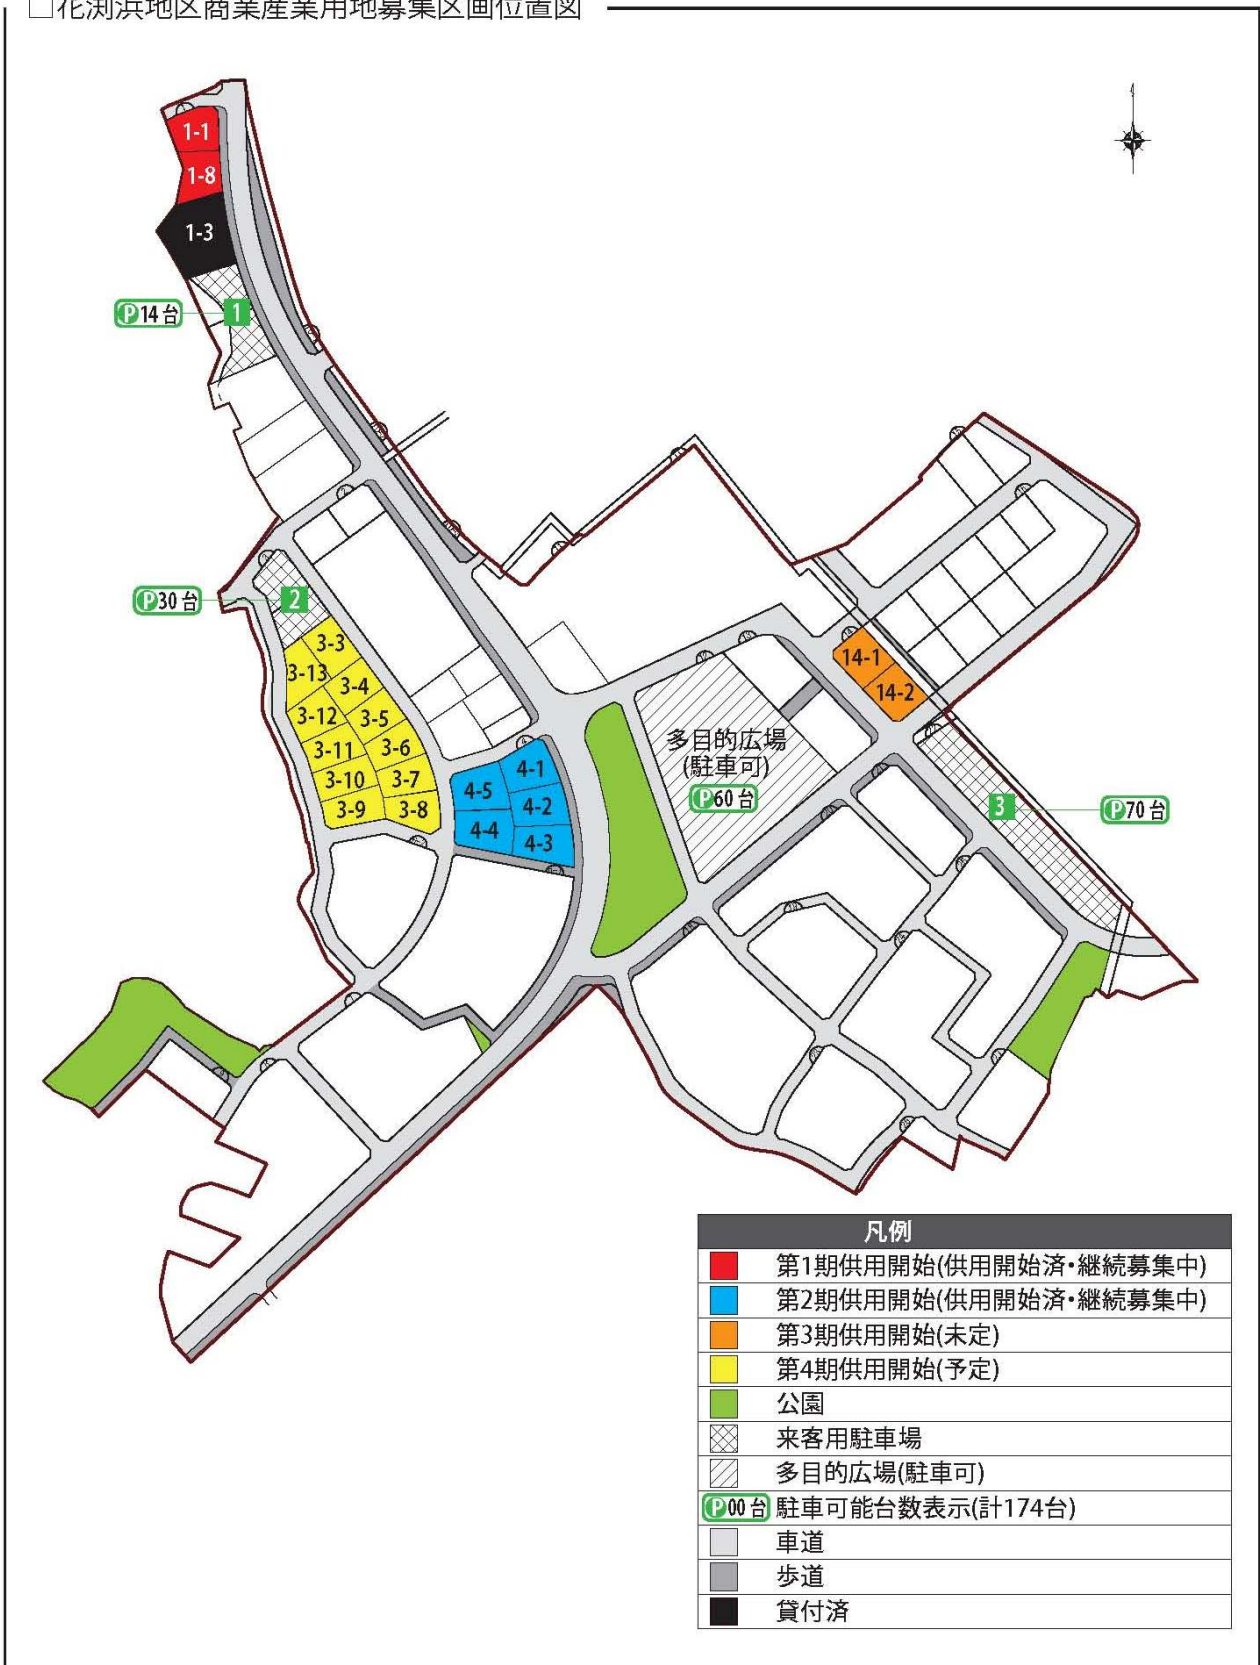 □花渕浜地区商業産業用地募集区画位置図
1-1
1-8
1-3
P14台
1
P30台
2
3-3
3-13
3-4
3-12
3-5
3-11
3-6
3-10
3-7
3-9
3-8
4-1
4-5
4-2
4-4
4-3
多目的広場
(駐車可)
P60台
14-1
14-2
3
P70台
凡例
第1期供用開始(供用開始済・継続募集中)
第2期供用開始(供用開始済・継続募集中)
第3期供用開始(未定)
第4期供用開始(予定)
公園
来客用駐車場
多目的広場(駐車可)
P00台 駐車可能台数表示(計174台)
車道
歩道
貸付済